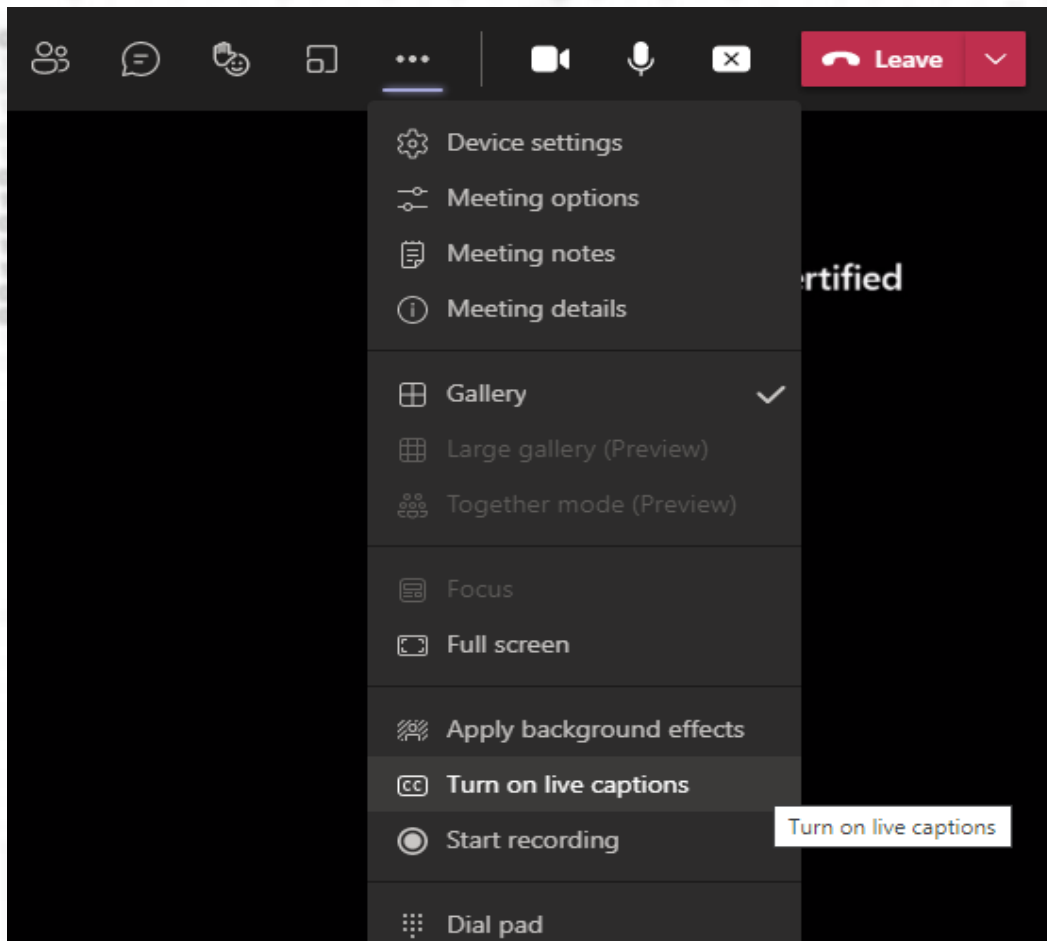 Leave
Device settings
Meeting options
Meeting notes
rtified
Meeting details
Gallery
Large gallery (Preview)
Together mode (Preview)
Focus
Full screen
Apply background effects
CC Turn on live captions
Turn on live captions
Start recording
Dial pad